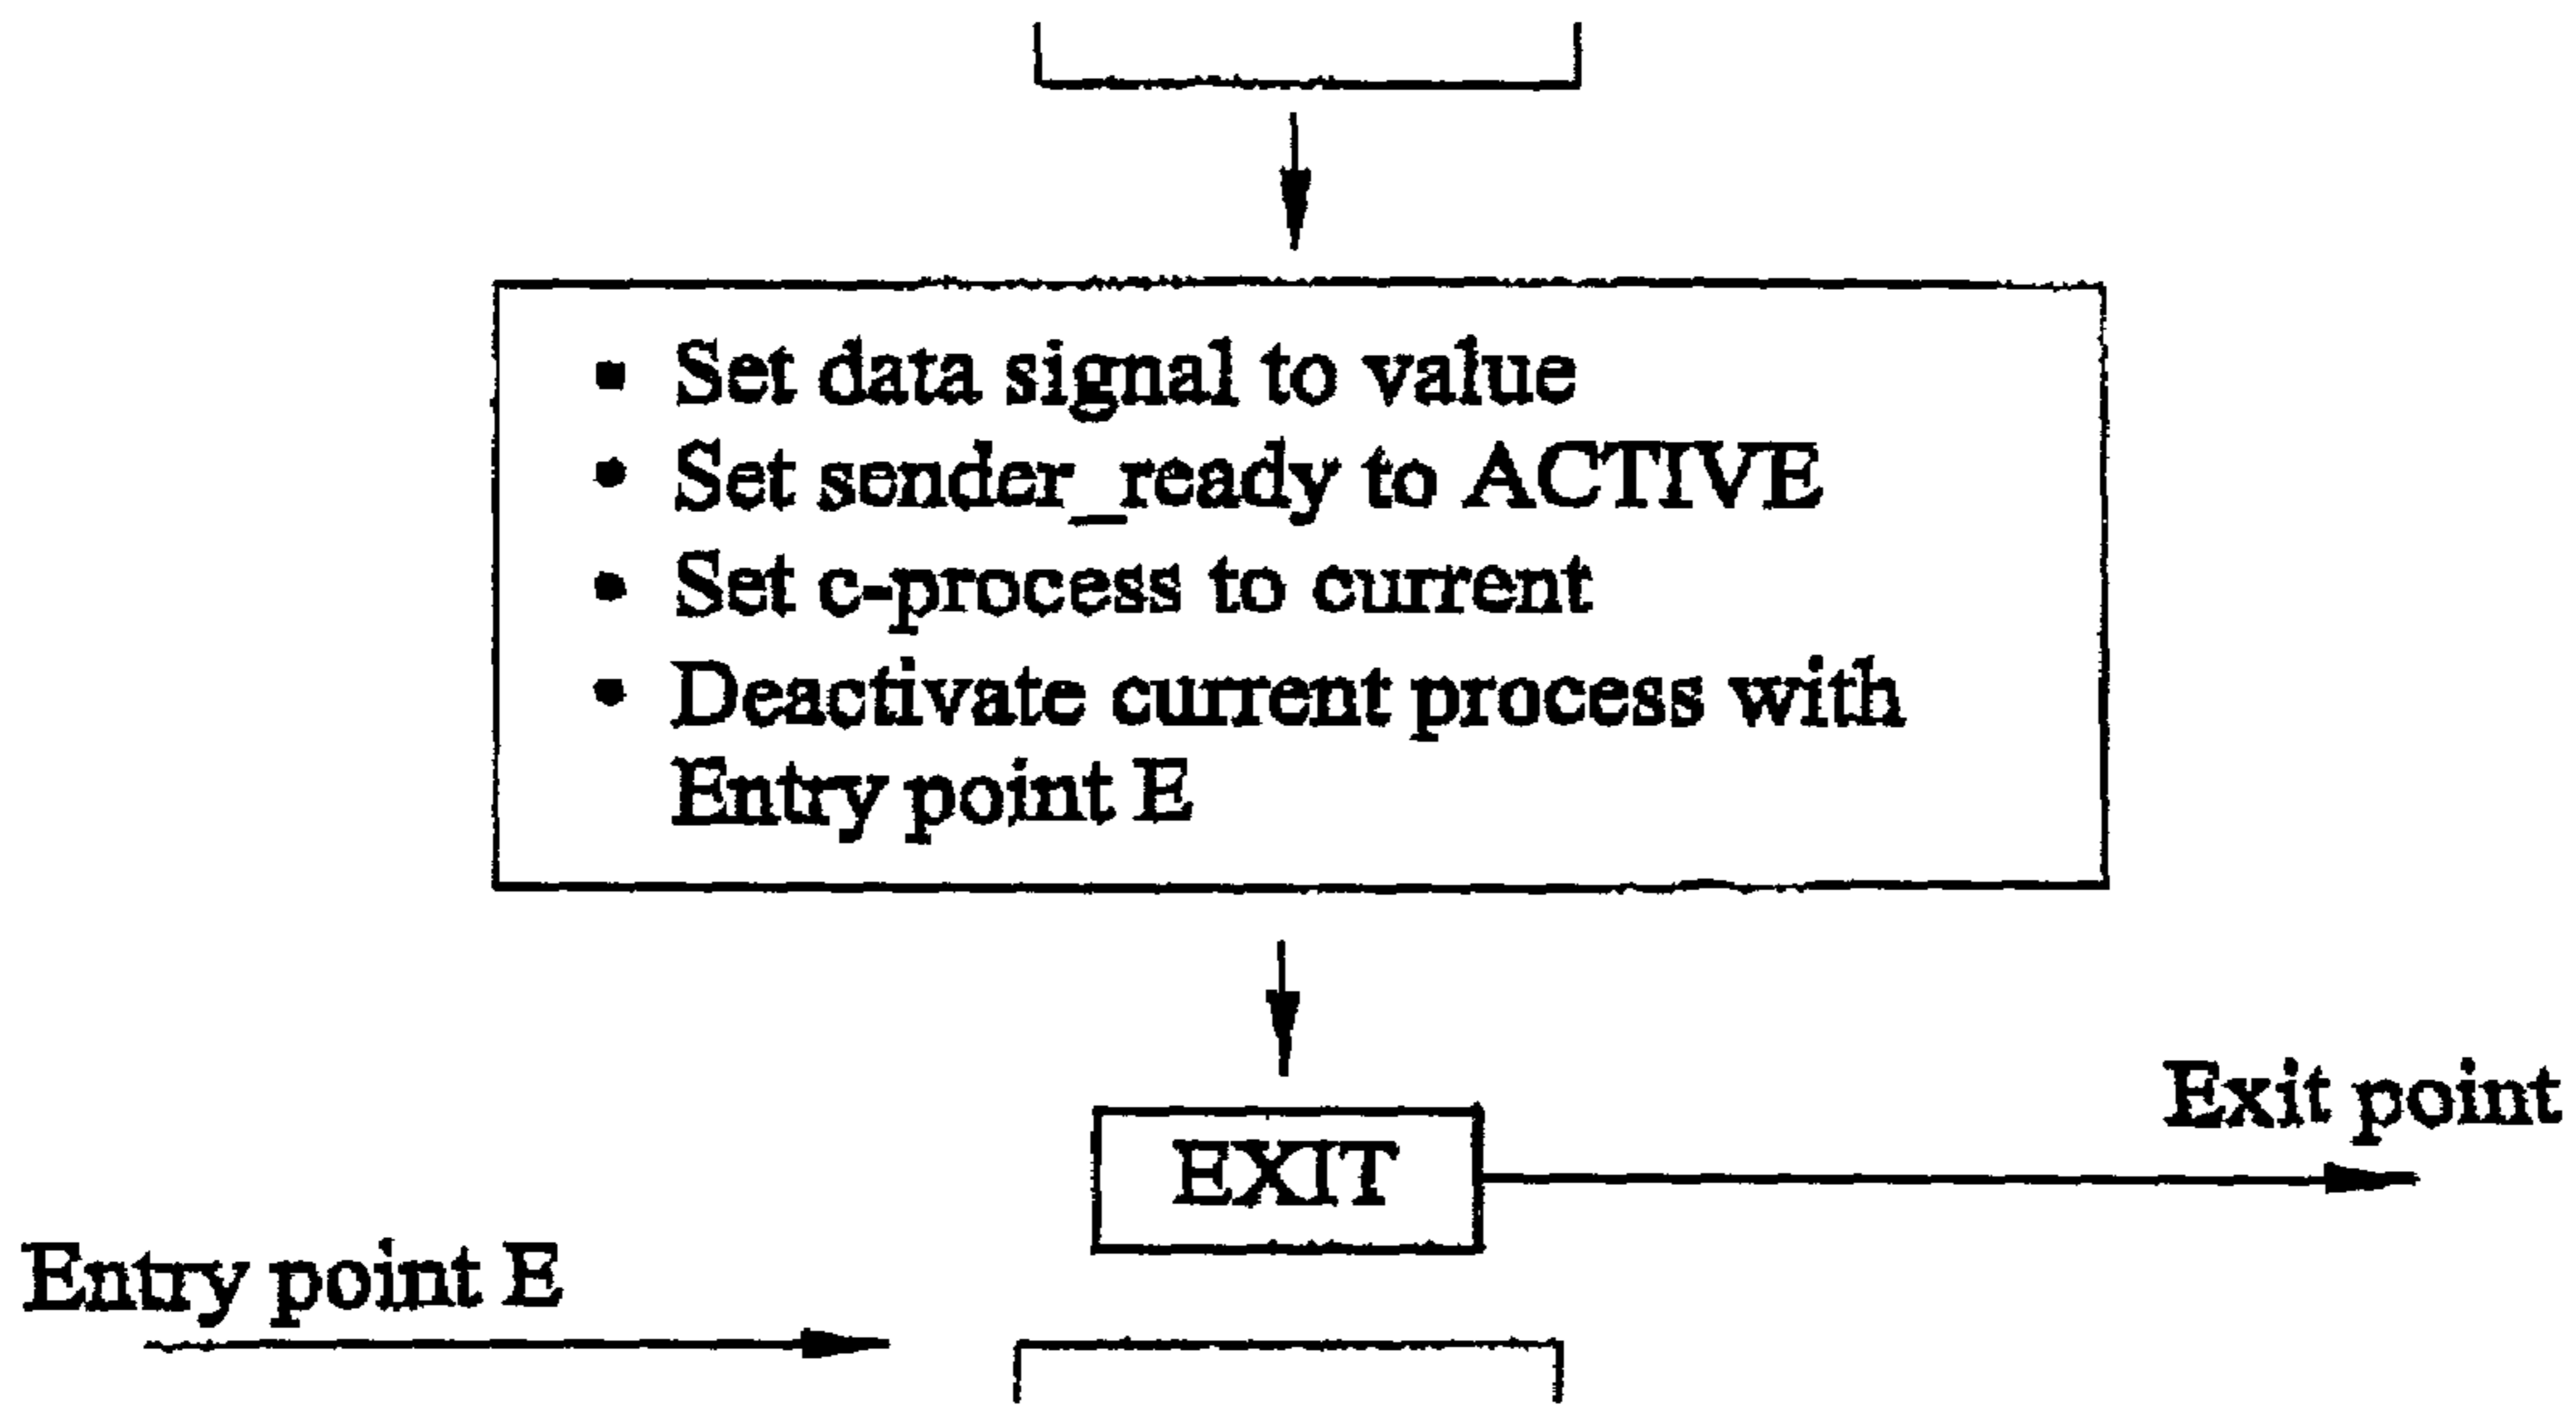 ▪ Set data signal to value
• Set sender_ready to ACTIVE
• Set c-process to current
• Deactivate current process with
Entry point E
Exit point
EXIT
Entry point E